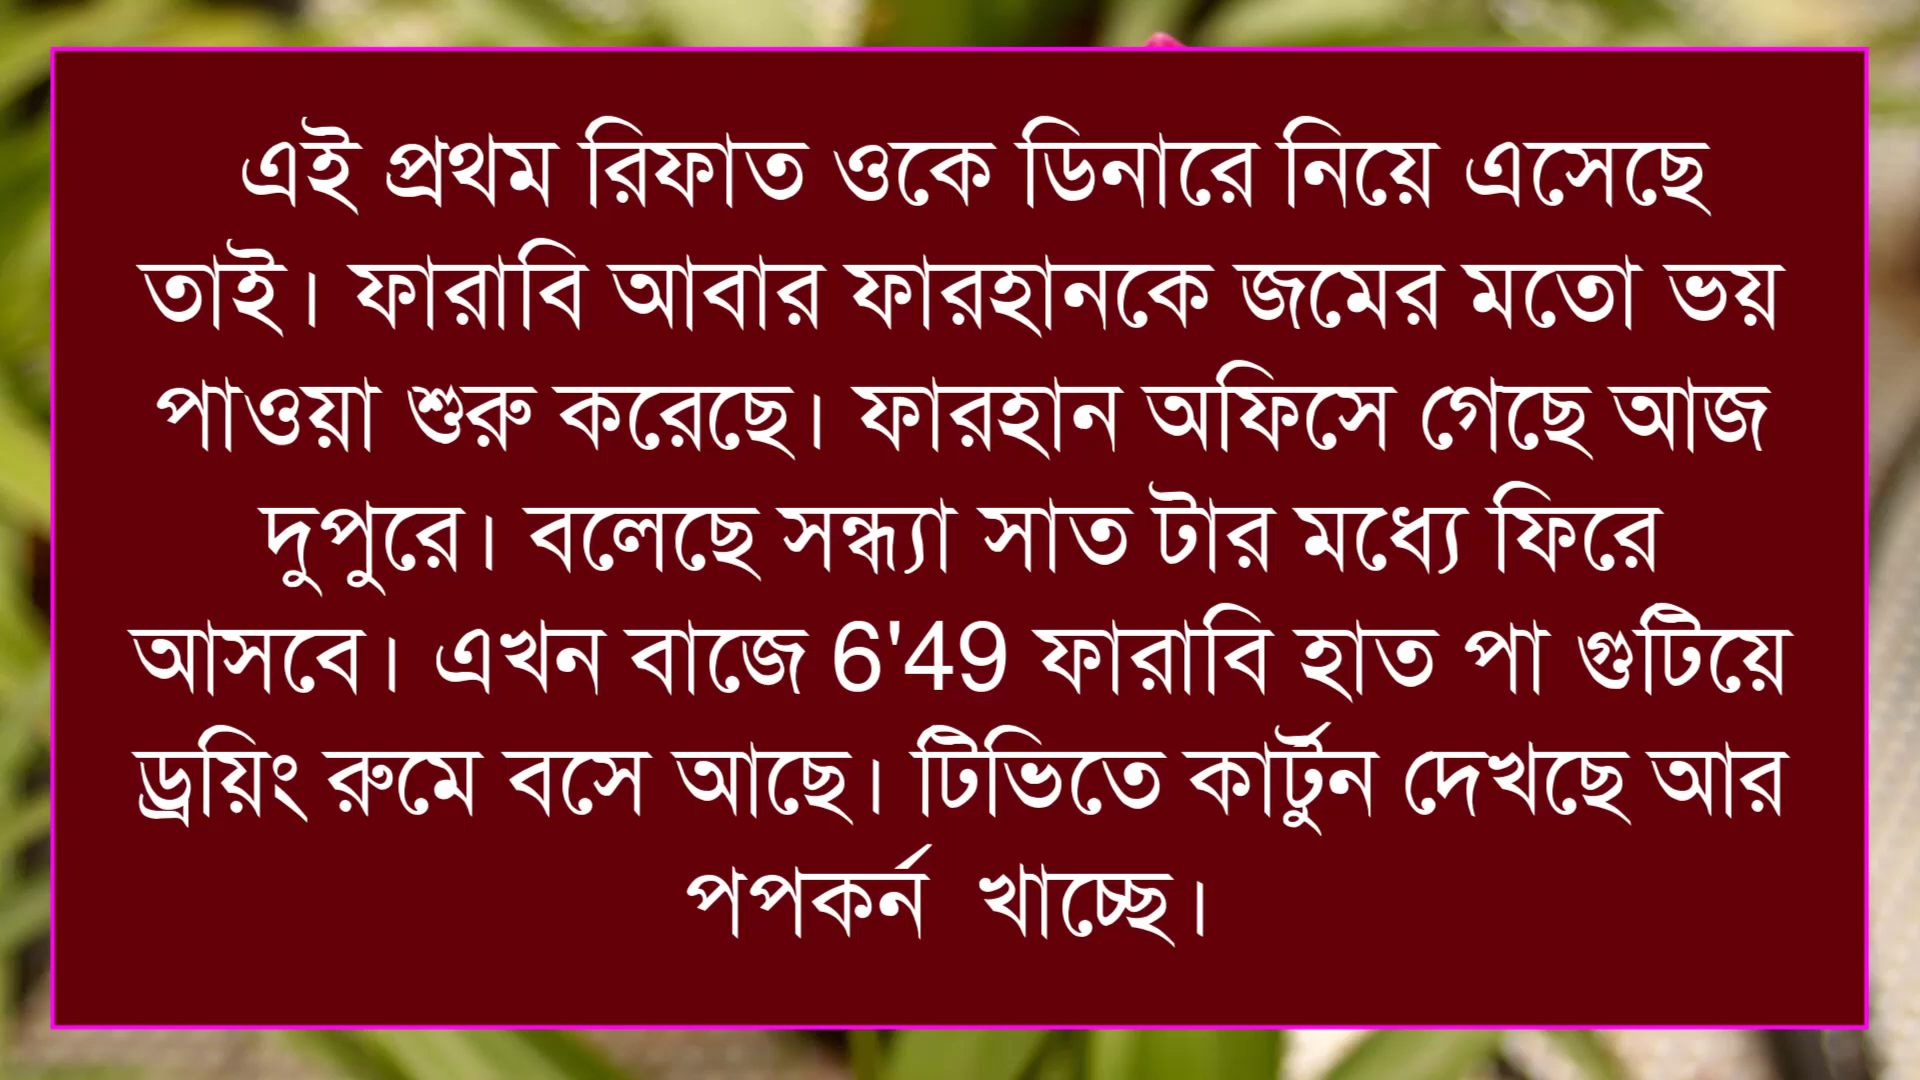 এই প্রথম রিফাত ওকে ডিনারে নিয়ে এসেছে
তাই। ফারাবি আবার ফারহানকে জমের মতো ভয়
পাওয়া শুরু করেছে। ফারহান অফিসে গেছে আজ
দুপুরে। বলেছে সন্ধ্যা সাত টার মধ্যে ফিরে
আসবে। এখন বাজে 6'49 ফারাবি হাত পা গুটিয়ে
ড্রয়িং রুমে বসে আছে। টিভিতে কার্টুন দেখছে আর
পপকর্ন  খাচ্ছে।